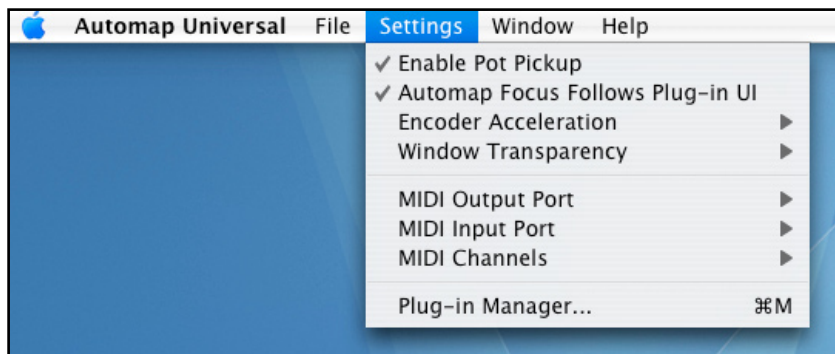 Automap Universal File Settings Window Help
Enable Pot Pickup
Automap Focus Follows Plug-in UI
Encoder Acceleration
Window Transparency
MIDI Output Port
MIDI Input Port
MIDI Channels
Plug-in Manager... ⌘M